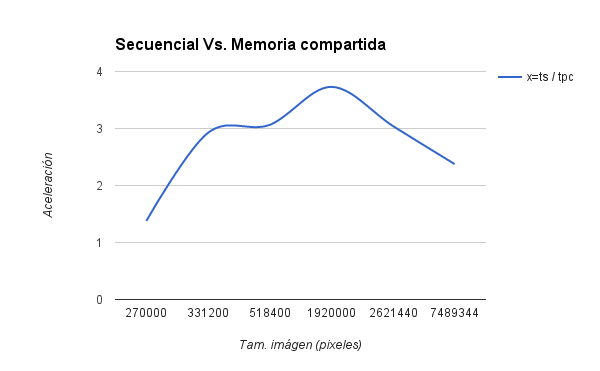 Secuencial Vs. Memoria compartida
x=ts / tpc
4
3
2
1
0
Aceleración
270000 331200 518400 1920000 2621440 7489344
Tam. imágen (pixeles)